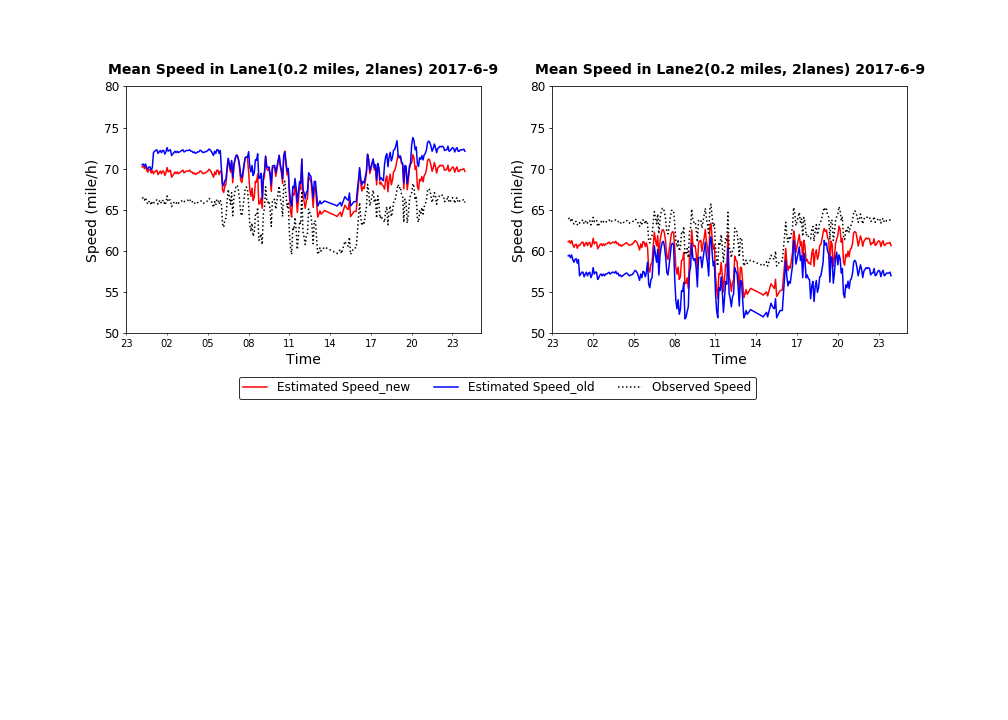 Mean Speed in Lane1(0.2 miles, 2lanes) 2017-6-9
80
75
70
65
60
55
50
Speed (mile/h)
23 02 05 08 11 14 17 20 23
Time
Mean Speed in Lane2(0.2 miles, 2lanes) 2017-6-9
80
75
70
65
60
55
50
Speed (mile/h)
23 02 05 08 11 14 17 20 23
Time
Estimated Speed_new Estimated Speed_old Observed Speed